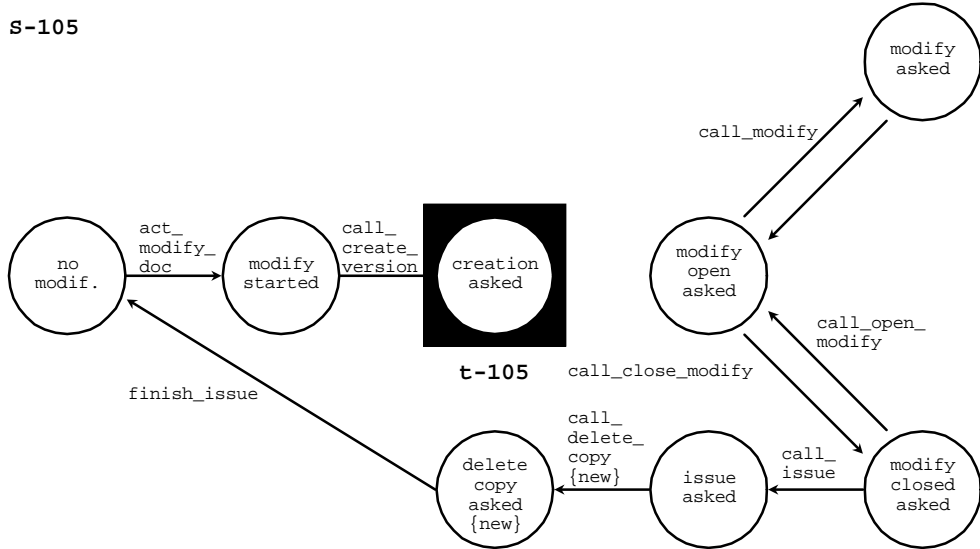 S-105
modify
asked
call_modify
act_
modify_
doc
call_
create_
version
no
modif.
modify
started
creation
asked
modify
open
asked
call_open_
modify
t-105
call_close_modify
finish_issue
call_
delete_
copy
{new}
call_
issue
delete
copy
asked
{new}
issue
asked
modify
closed
asked